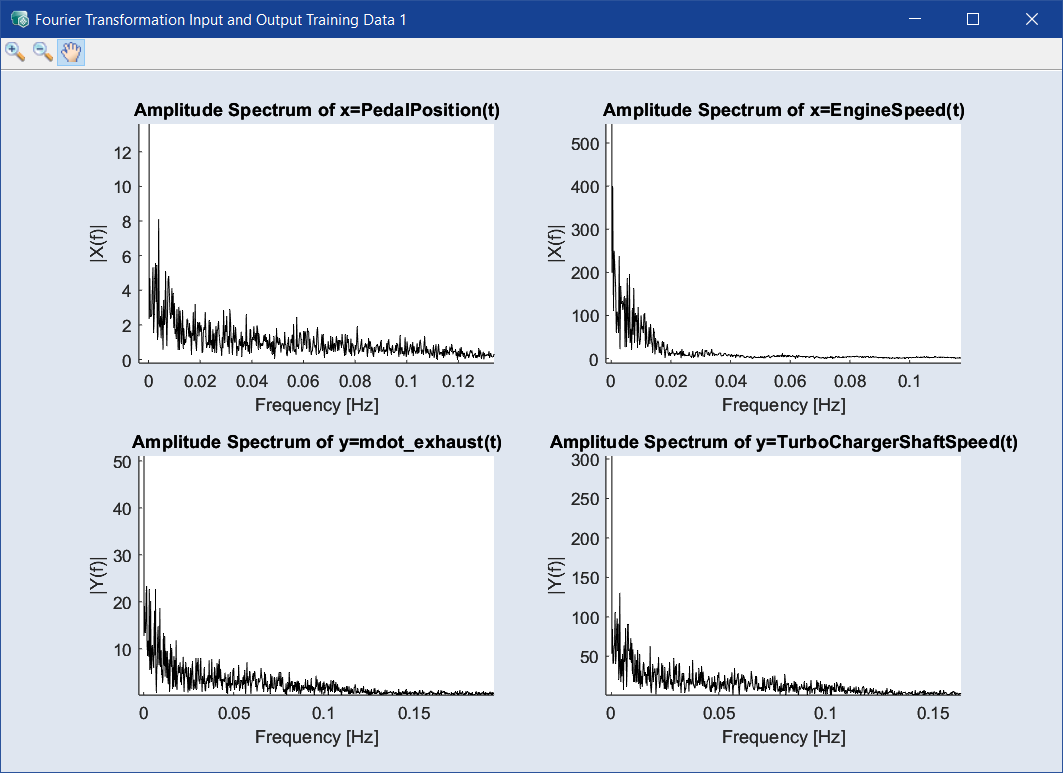 Fourier Transformation Input and Output Training Data 1
Amplitude Spectrum of x=PedalPosition(t)
|X(f)|
12
10
8
6
4
2
0
0 0.02 0.04 0.06 0.08 0.1 0.12
Frequency [Hz]
Amplitude Spectrum of x=EngineSpeed(t)
|X(f)|
500
400
300
200
100
0
0 0.02 0.04 0.06 0.08 0.1
Frequency [Hz]
Amplitude Spectrum of y=mdot_exhaust(t)
|Y(f)|
50
40
30
20
10
0 0.05 0.1 0.15
Frequency [Hz]
Amplitude Spectrum of y=TurboChargerShaftSpeed(t)
|Y(f)|
300
250
200
150
100
50
0 0.05 0.1 0.15
Frequency [Hz]